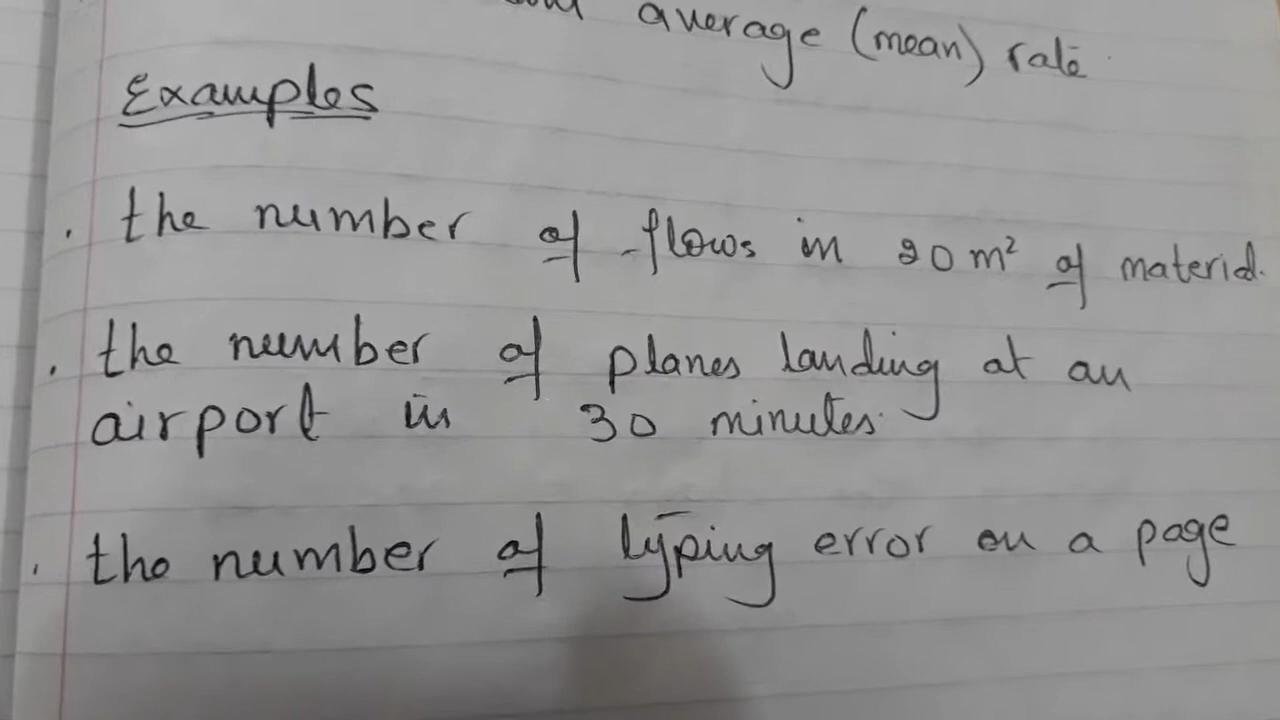 average (mean) rate.
Examples
. the number of flows in 20 m² of material.
. the number of planes landing at an
airport in 30 minutes.
. the number of typing error on a page